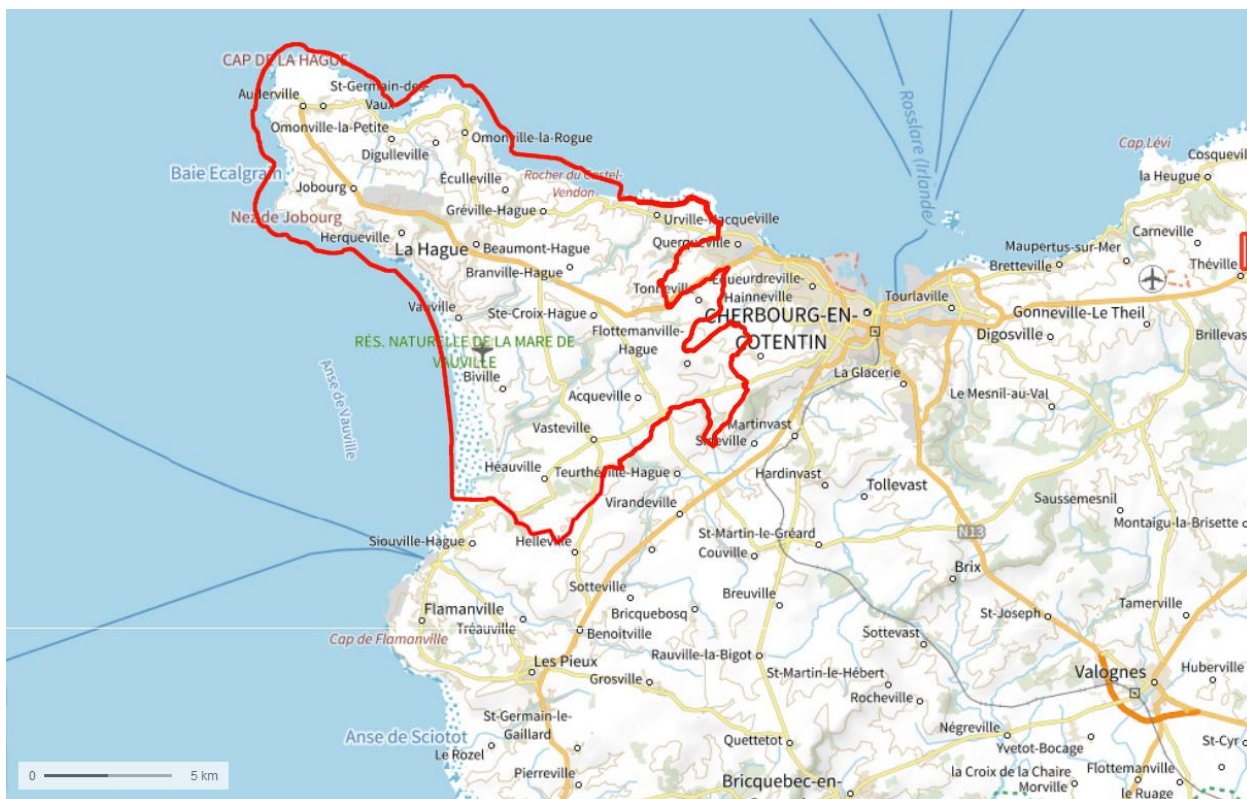 CAP DE LA HAGUE
Auderville
St-Germain-des-
Vaux
Omonville-la-Petite
Omonville-la-Rogue
Digulleville
Baie Ecalgrain
Jobourg
Éculleville
Rocher du Castel-
Vendon
Nez de Jobourg
Gréville-Hague
Urville-Nacqueville
Herqueville
La Hague
Beaumont-Hague
Querqueville
Branville-Hague
Vauville
Ste-Croix-Hague
Tonneville
Equeurdreville-
Hainneville
Tourlaville
CHERBOURG-EN-
COTENTIN
Flottemanville-
Hague
RÉS. NATURELLE DE LA MARE DE
VAUVILLE
Biville
Anse de Vauville
Acqueville
La Glacerie
Vasteville
Martinvast
Sideville
Heauville
Teurthéville-Hague
Hardinvast
Tollevast
Virandeville
Siouville-Hague
Helleville
St-Martin-le-Gréard
Couville
Sotteville
Bricquebosq
Breuville
Flamanville
Tréauville
Cap de Flamanville
Benoitville
Les Pieux
Grosville
Rauville-la-Bigot
Sottevast
St-Martin-le-Hébert
Rocheville
St-Germain-le-
Gaillard
Anse de Sciotot
Le Rozel
Pierreville
Quettetot
Bricquebec-en-
Négreville
Rosslare (Irlande)
Cap Lévi
Cosqueville
la Heugue
Carneville
Maupertus-sur-Mer
Bretteville
Théville
Gonneville-Le Theil
Digosville
Brillevas
Le Mesnil-au-Val
Saussemesnil
Montaigu-la-Brisette
N13
Brix
St-Joseph
Tamerville
Valognes
Huberville
Yvetot-Bocage
St-Cyr
la Croix de la Chaire
Morville
Flottemanville
le Ruage
0 5 km